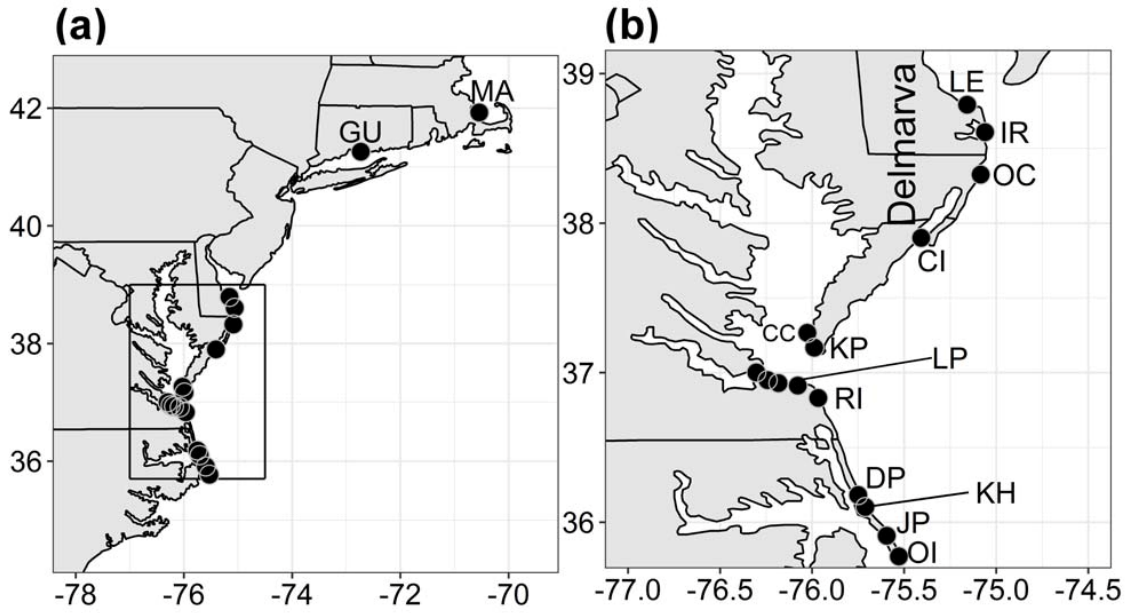 (a)
MA
GU
42
40
38
36
-78
-76
-74
-72
-70
(b)
Delmarva
LE
IR
OC
CI
CC
KP
LP
RI
DP
KH
JP
OI
39
38
37
36
-77.0
-76.5
-76.0
-75.5
-75.0
-74.5